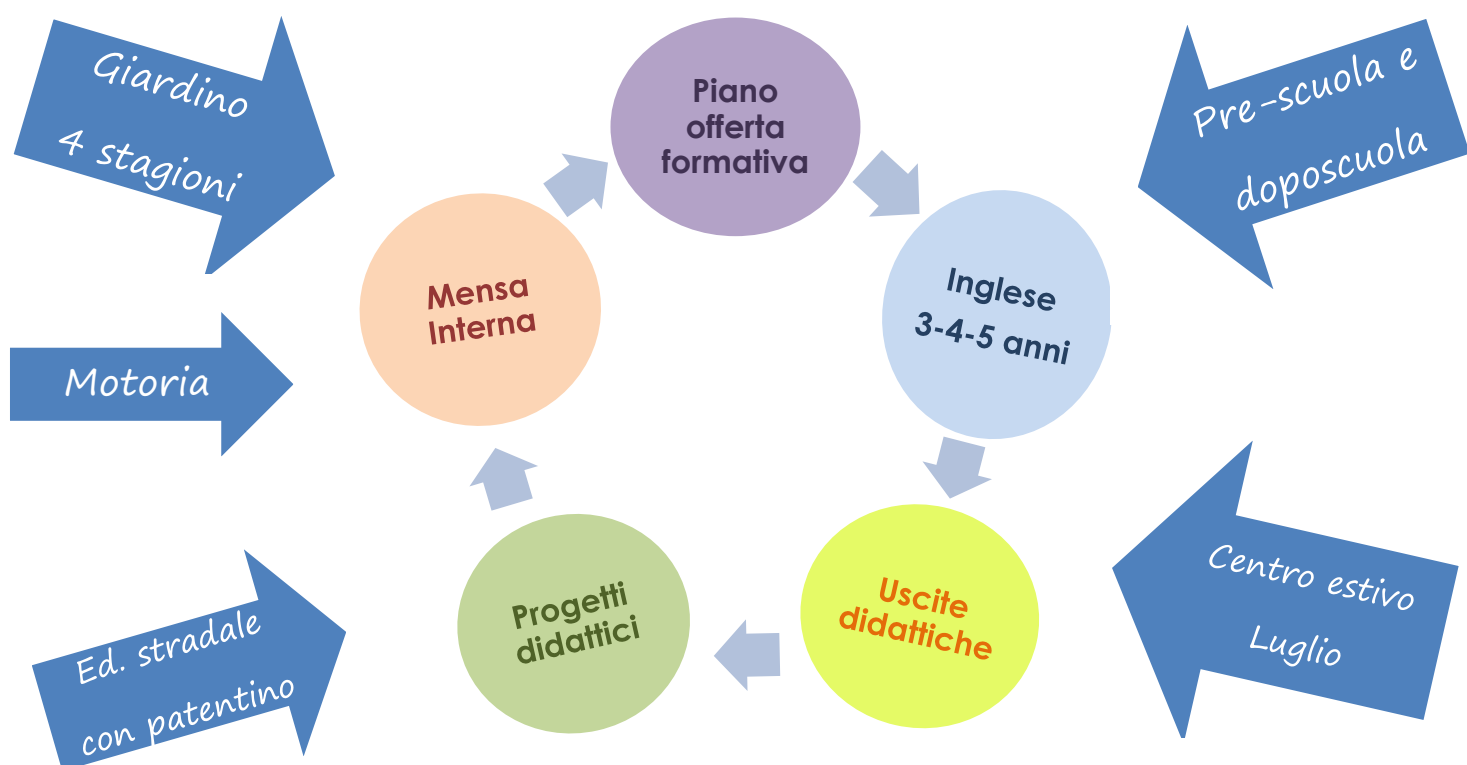 Giardino
4 stagioni
Piano
offerta
formativa
Pre-scuola e
doposcuola
Mensa
Interna
Inglese
3-4-5 anni
Motoria
Progetti
didattici
Uscite
didattiche
Centro estivo
Luglio
Ed. stradale
con patentino